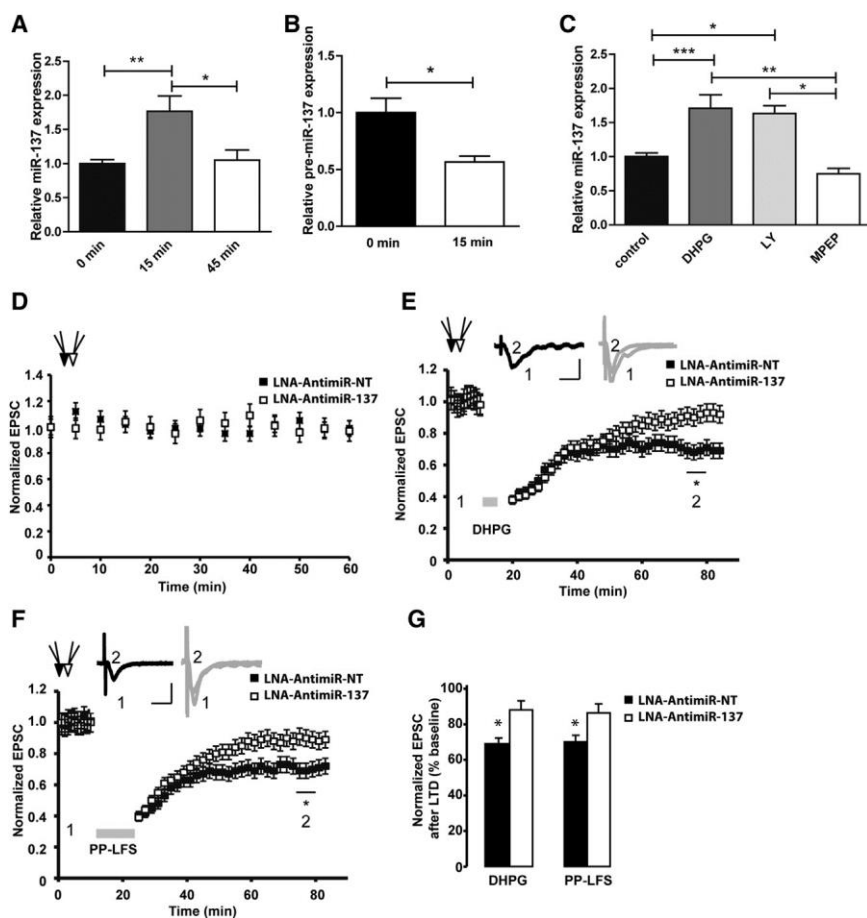 A
Relative miR-137 expression
2.5
2.0
1.5
1.0
0.5
0.0
**
*
0 min
15 min
45 min
B
Relative pre-miR-137 expression
1.5
1.0
0.5
0.0
*
0 min
15 min
C
Relative miR-137 expression
2.5
2.0
1.5
1.0
0.5
0.0
*
***
**
*
control
DHPG
LY
MPEP
D
LNA-AntimiR-NT
LNA-AntimiR-137
Normalized EPSC
1.4
1.2
1.0
0.8
0.6
0.4
0.2
0
0 10 20 30 40 50 60
Time (min)
E
2
1
2
1
LNA-AntimiR-NT
LNA-AntimiR-137
Normalized EPSC
1.2
1.0
0.8
0.6
0.4
0.2
0
1
DHPG
*
2
0 20 40 60 80
Time (min)
F
2
1
2
1
LNA-AntimiR-NT
LNA-AntimiR-137
Normalized EPSC
1.2
1.0
0.8
0.6
0.4
0.2
0
1
PP-LFS
*
2
0 20 40 60 80
Time (min)
G
LNA-AntimiR-NT
LNA-AntimiR-137
Normalized EPSC
after LTD (% baseline)
100
80
60
40
20
0
*
*
DHPG
PP-LFS